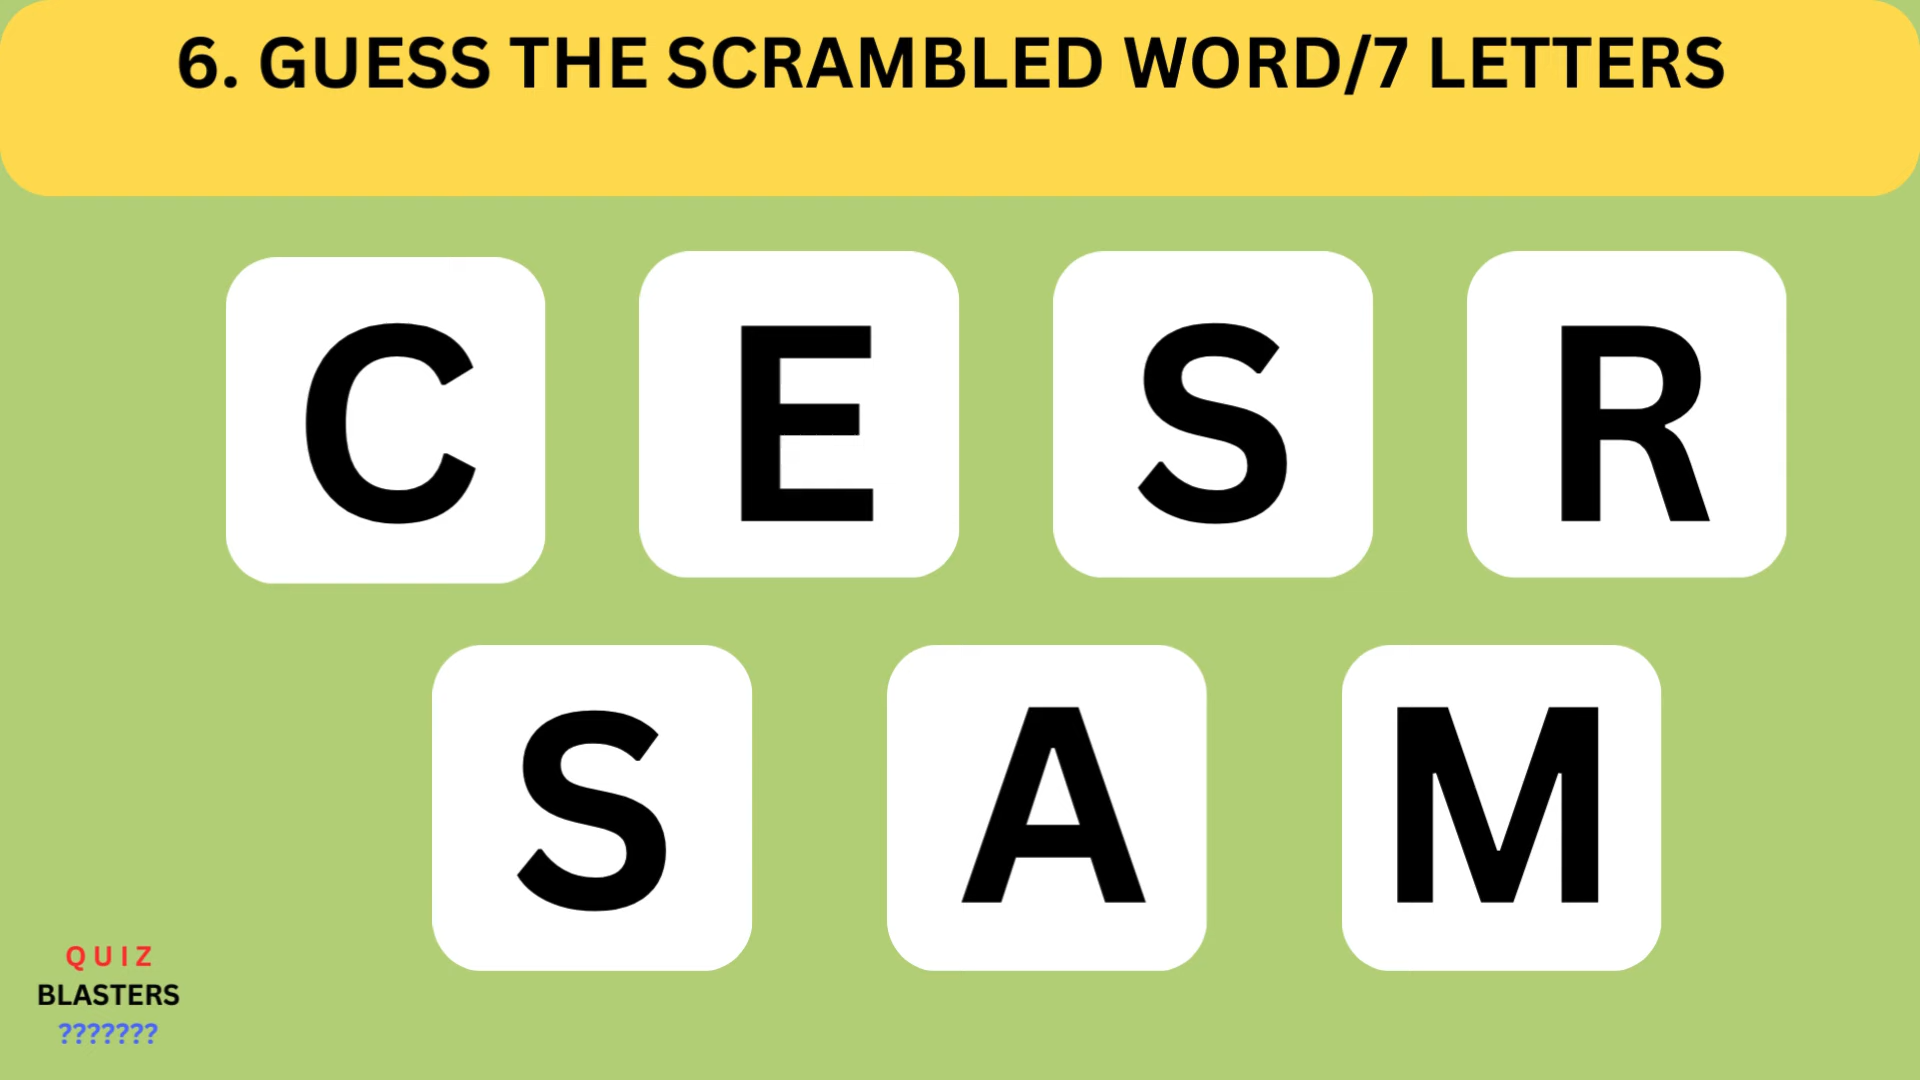 6. GUESS THE SCRAMBLED WORD/7 LETTERS
C E S R
S A M
QUIZ
BLASTERS
???????